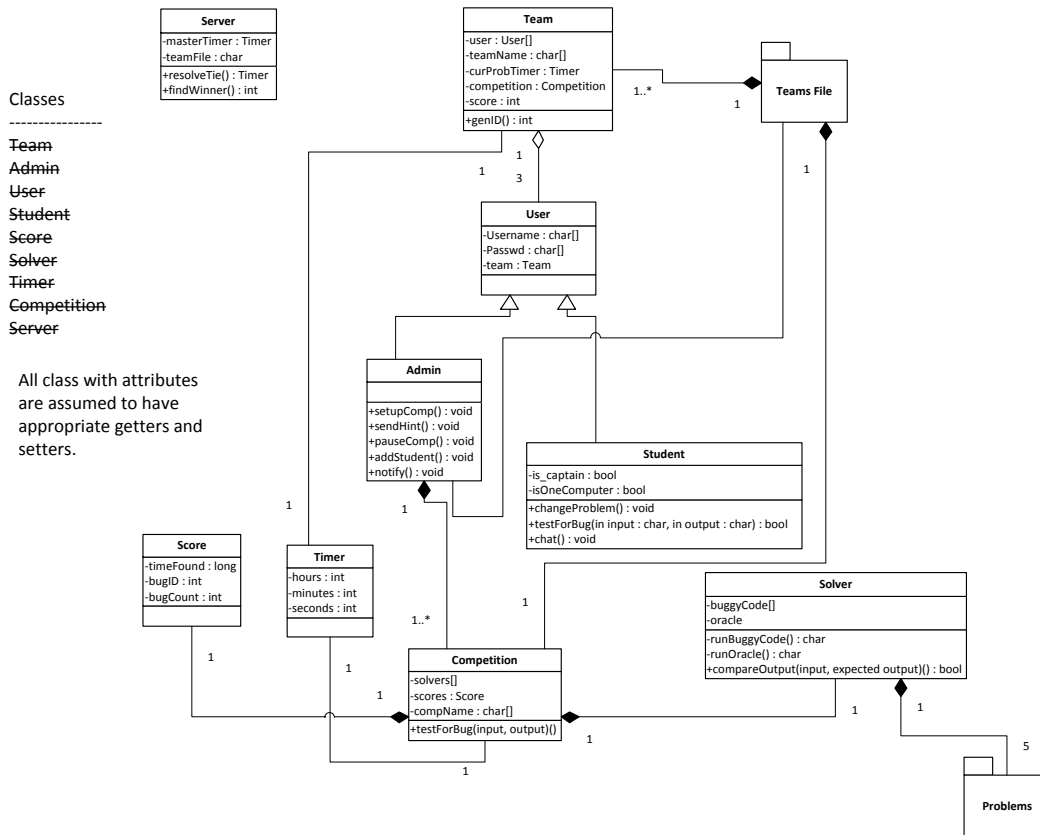 Server
-masterTimer : Timer
-teamFile : char
+resolveTie() : Timer
+findWinner() : int
Team
-user : User[]
-teamName : char[]
-curProbTimer : Timer
-competition : Competition
-score : int
+genID() : int
Teams File
1..*
1
1
1
1
3
Classes
----------------
Team
Admin
User
Student
Score
Solver
Timer
Competition
Server
All class with attributes
are assumed to have
appropriate getters and
setters.
User
-Username : char[]
-Passwd : char[]
-team : Team
Admin
+setupComp() : void
+sendHint() : void
+pauseComp() : void
+addStudent() : void
+notify() : void
Student
-is_captain : bool
-isOneComputer : bool
+changeProblem() : void
+testForBug(in input : char, in output : char) : bool
+chat() : void
1
1
Score
-timeFound : long
-bugID : int
-bugCount : int
Timer
-hours : int
-minutes : int
-seconds : int
Solver
-buggyCode[]
-oracle
-runBuggyCode() : char
-runOracle() : char
+compareOutput(input, expected output)() : bool
1
1..*
Competition
-solvers[]
-scores : Score
-compName : char[]
+testForBug(input, output)()
1
1
1
1
1
1
1
5
Problems